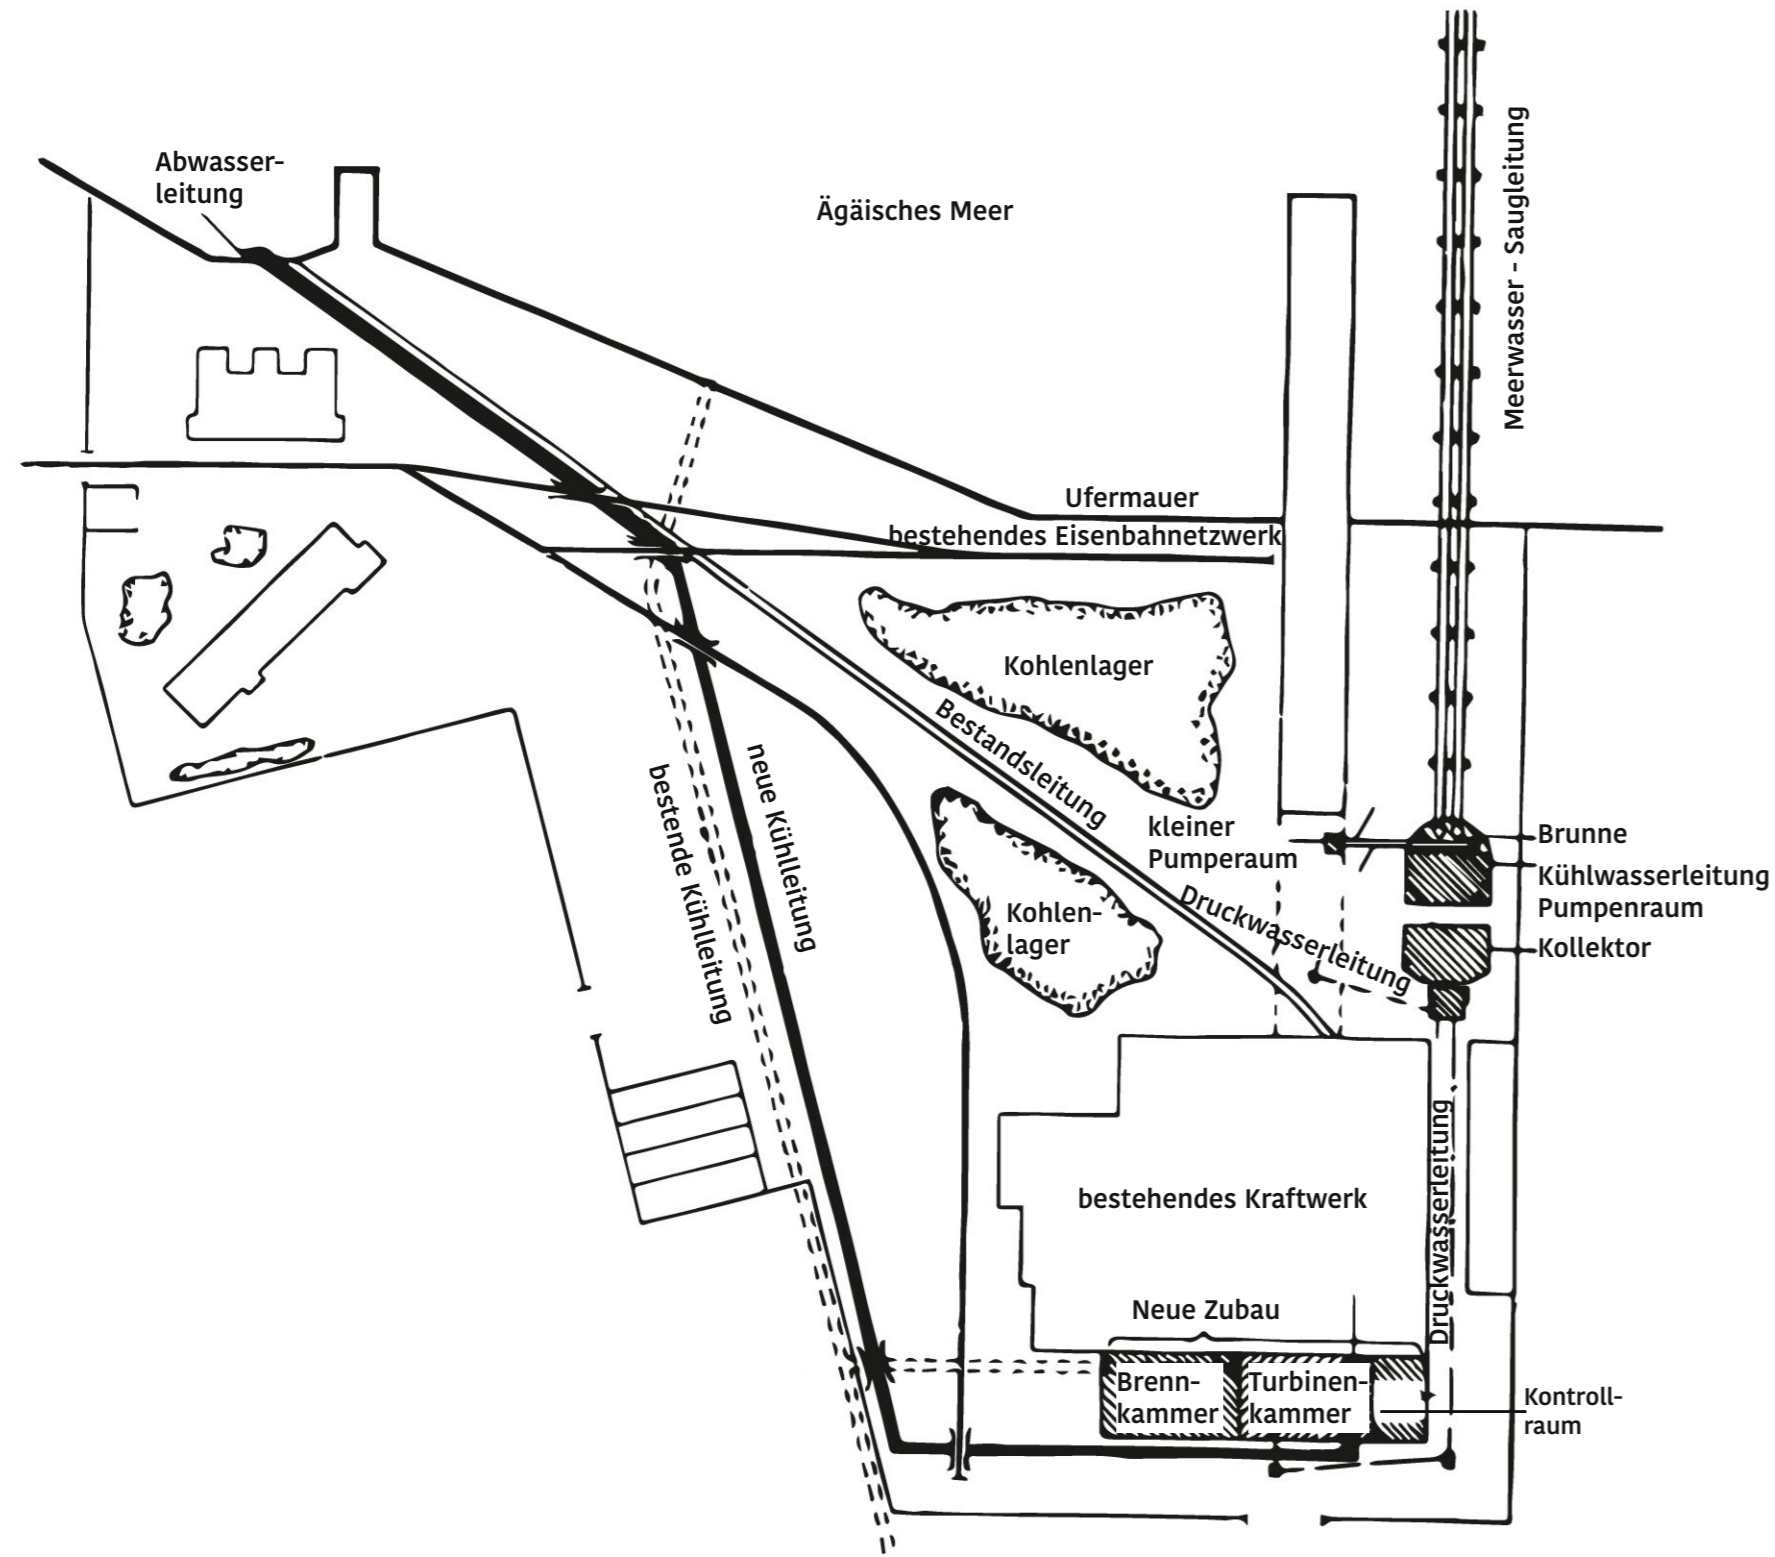 Abwasser-
leitung
Ägäisches Meer
Meerwasser - Saugleitung
Ufermauer
bestehendes Eisenbahnetzwerk
Kohlenlager
Bestandsleitung
neue Kühlleitung
bestende Kühlleitung
kleiner
Pumperaum
Brunne
Kühlwasserleitung
Pumpenraum
Kollektor
Druckwasserleitung
Kohlen-
lager
bestehendes Kraftwerk
Druckwasserleitung
Neue Zubau
Brenn-
kammer
Turbinen-
kammer
Kontroll-
raum